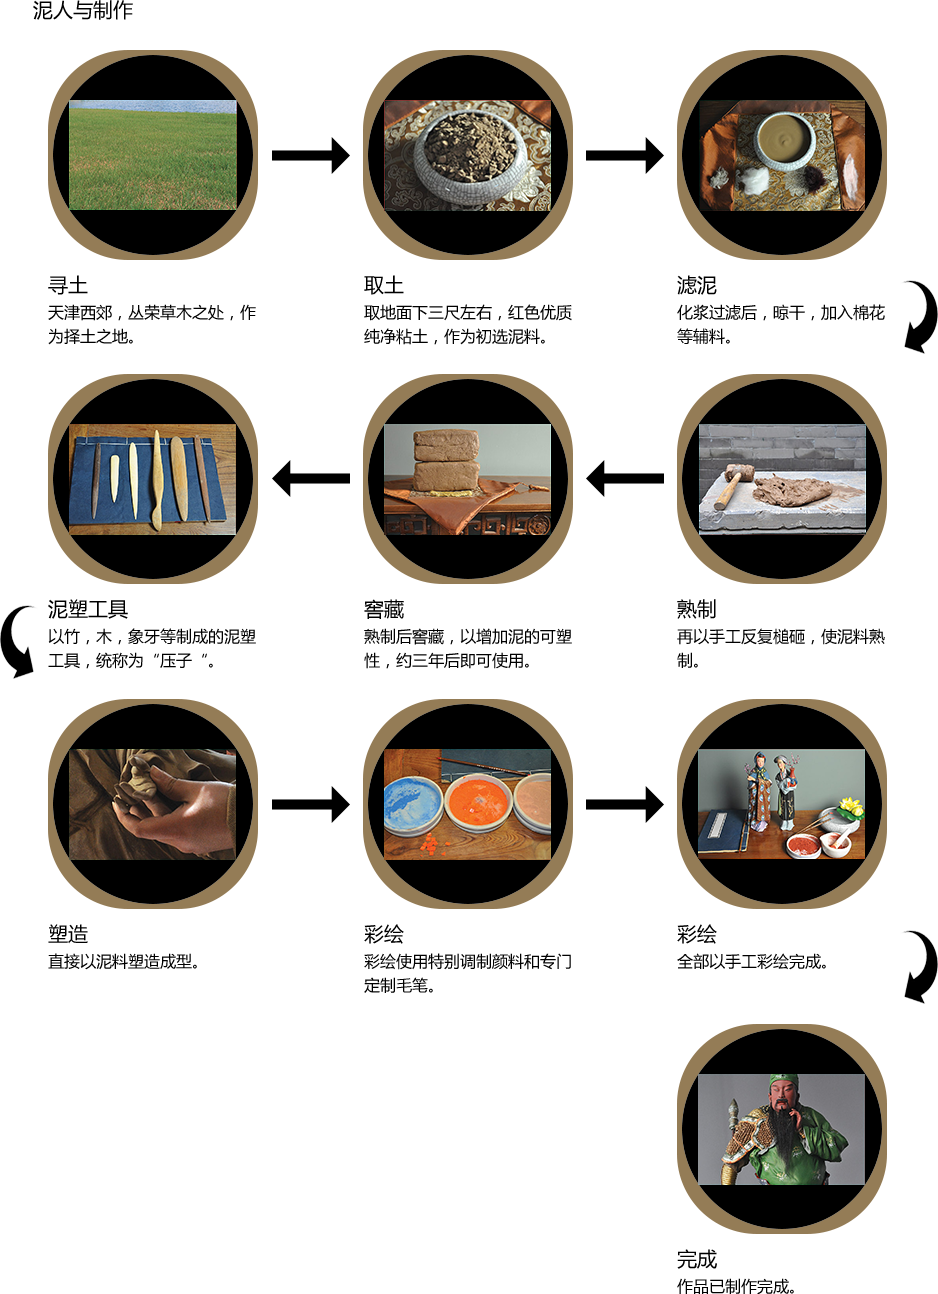 泥人与制作
寻土
天津西郊，丛荣草木之处，作
为择土之地。
取土
取地面下三尺左右，红色优质
纯净粘土，作为初选泥料。
滤泥
化浆过滤后，晾干，加入棉花
等辅料。
熟制
再以手工反复槌砸，使泥料熟
制。
窖藏
熟制后窖藏，以增加泥的可塑
性，约三年后即可使用。
泥塑工具
以竹，木，象牙等制成的泥塑
工具，统称为“压子“。
塑造
直接以泥料塑造成型。
彩绘
彩绘使用特别调制颜料和专门
定制毛笔。
彩绘
全部以手工彩绘完成。
完成
作品已制作完成。